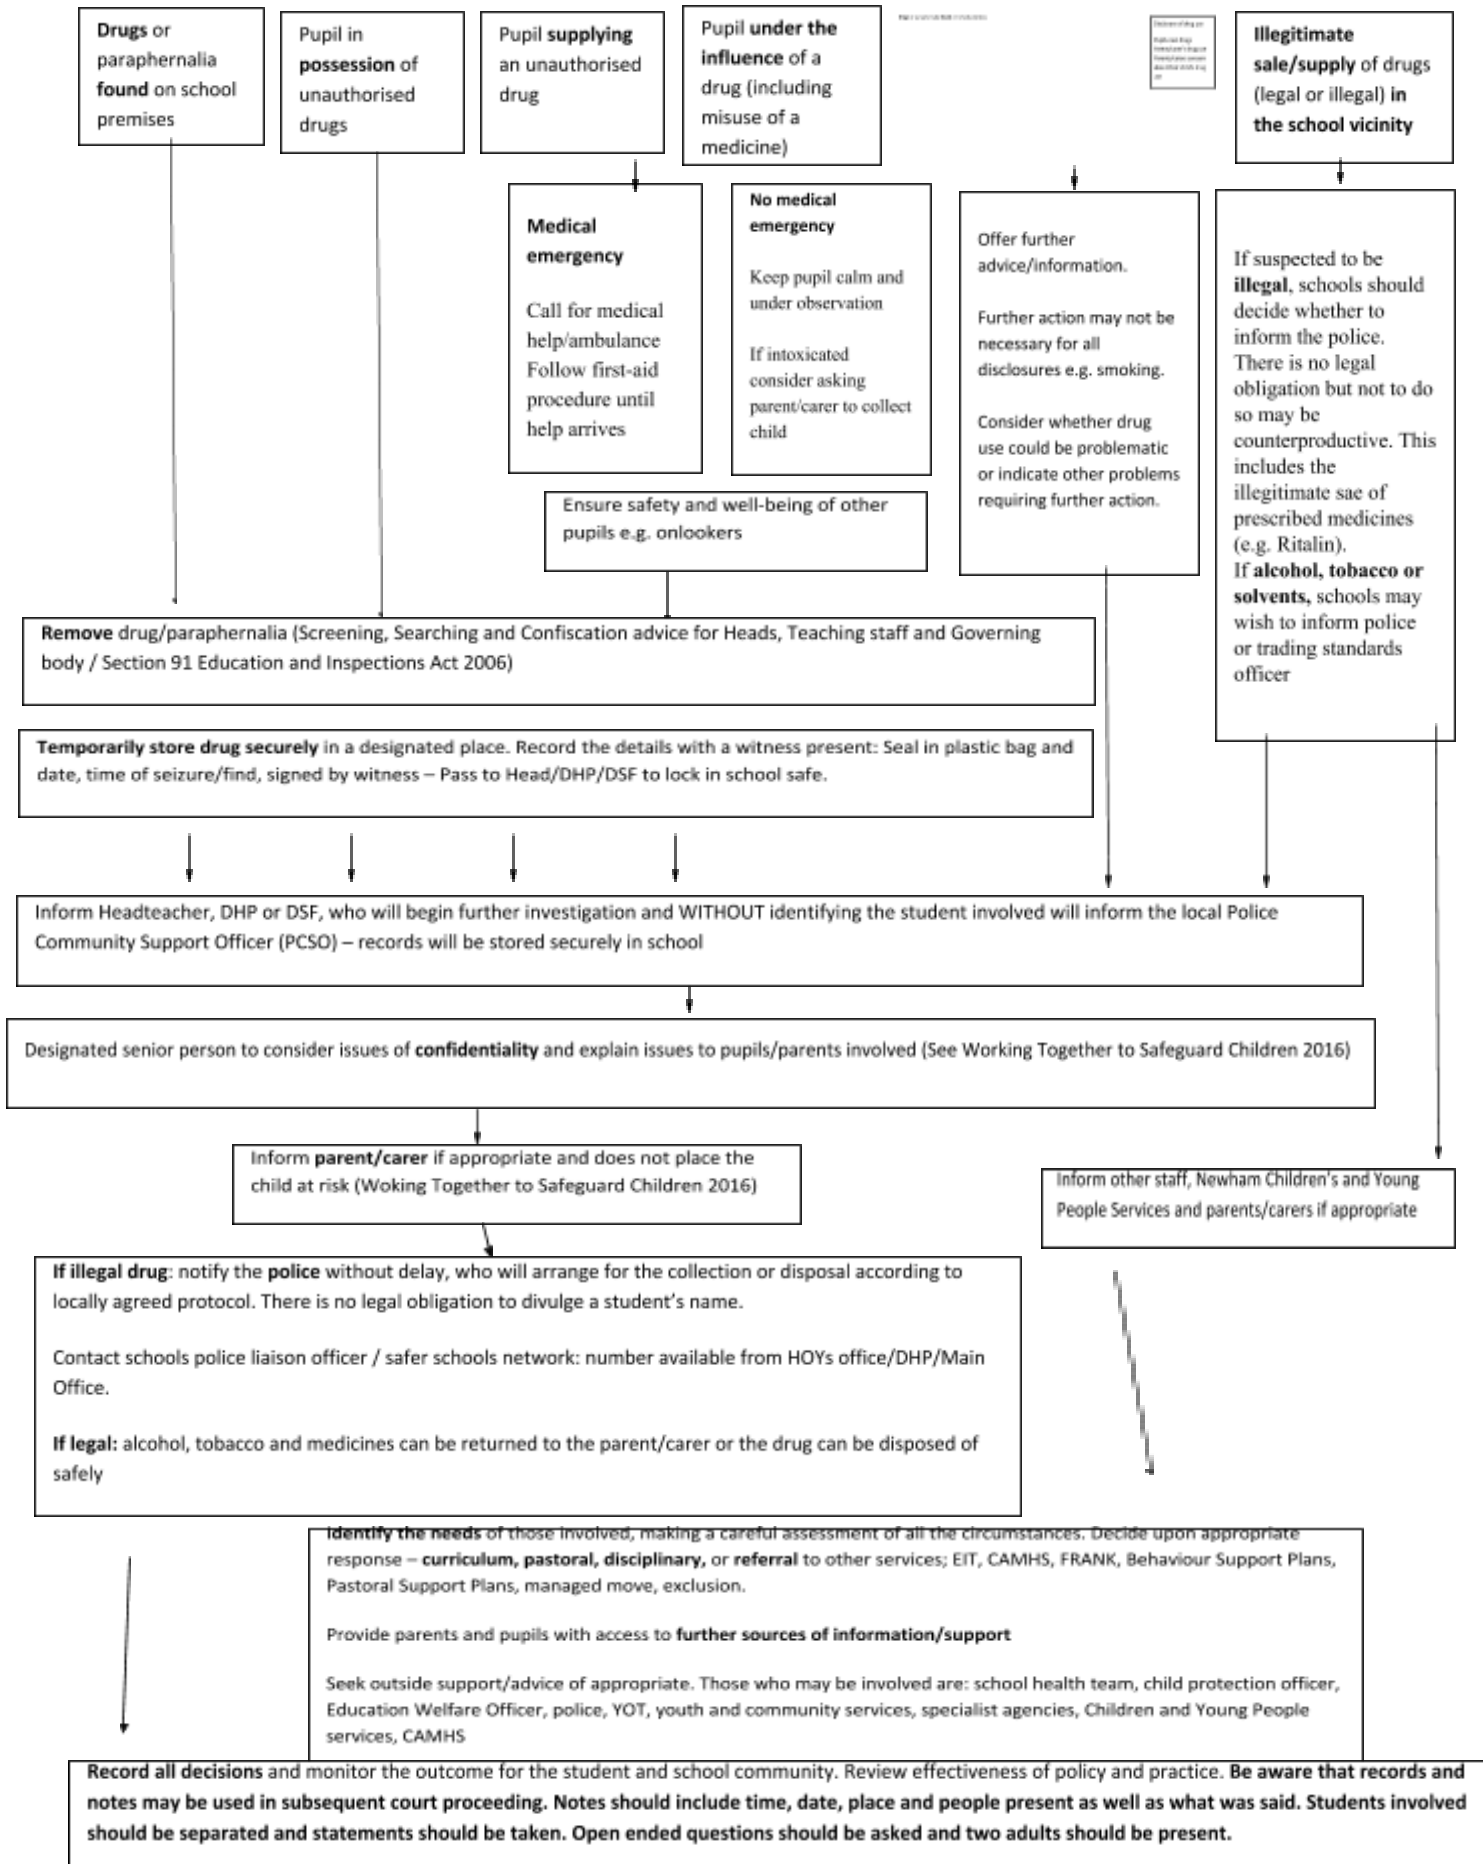 Drugs or
paraphernalia
found on school
premises
Pupil in
possession of
unauthorised
drugs
Pupil supplying
an unauthorised
drug
Pupil under the
influence of a
drug (including
misuse of a
medicine)
Illegitimate
sale/supply of drugs
(legal or illegal) in
the school vicinity
Medical
emergency
Call for medical
help/ambulance
Follow first-aid
procedure until
help arrives
No medical
emergency
Keep pupil calm and
under observation
If intoxicated
consider asking
parent/carer to collect
child
Offer further
advice/information.
Further action may not be
necessary for all
disclosures e.g. smoking.
Consider whether drug
use could be problematic
or indicate other problems
requiring further action.
If suspected to be
illegal, schools should
decide whether to
inform the police.
There is no legal
obligation but not to do
so may be
counterproductive. This
includes the
illegitimate sae of
prescribed medicines
(e.g. Ritalin).
If alcohol, tobacco or
solvents, schools may
wish to inform police
or trading standards
officer
Ensure safety and well-being of other
pupils e.g. onlookers
Remove drug/paraphernalia (Screening, Searching and Confiscation advice for Heads, Teaching staff and Governing
body / Section 91 Education and Inspections Act 2006)
Temporarily store drug securely in a designated place. Record the details with a witness present: Seal in plastic bag and
date, time of seizure/find, signed by witness – Pass to Head/DHP/DSF to lock in school safe.
Inform Headteacher, DHP or DSF, who will begin further investigation and WITHOUT identifying the student involved will inform the local Police
Community Support Officer (PCSO) – records will be stored securely in school
Designated senior person to consider issues of confidentiality and explain issues to pupils/parents involved (See Working Together to Safeguard Children 2016)
Inform parent/carer if appropriate and does not place the
child at risk (Woking Together to Safeguard Children 2016)
Inform other staff, Newham Children's and Young
People Services and parents/carers if appropriate
If illegal drug: notify the police without delay, who will arrange for the collection or disposal according to
locally agreed protocol. There is no legal obligation to divulge a student's name.
Contact schools police liaison officer / safer schools network: number available from HOYs office/DHP/Main
Office.
If legal: alcohol, tobacco and medicines can be returned to the parent/carer or the drug can be disposed of
safely
Identify the needs of those involved, making a careful assessment of all the circumstances. Decide upon appropriate
response – curriculum, pastoral, disciplinary, or referral to other services; EIT, CAMHS, FRANK, Behaviour Support Plans,
Pastoral Support Plans, managed move, exclusion.
Provide parents and pupils with access to further sources of information/support
Seek outside support/advice of appropriate. Those who may be involved are: school health team, child protection officer,
Education Welfare Officer, police, YOT, youth and community services, specialist agencies, Children and Young People
services, CAMHS
Record all decisions and monitor the outcome for the student and school community. Review effectiveness of policy and practice. Be aware that records and
notes may be used in subsequent court proceeding. Notes should include time, date, place and people present as well as what was said. Students involved
should be separated and statements should be taken. Open ended questions should be asked and two adults should be present.